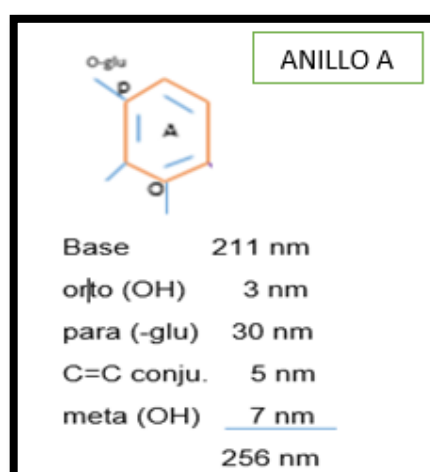 ANILLO A
O-glu
p
A
O
Base 211 nm
orto (OH) 3 nm
para (-glu) 30 nm
C=C conju. 5 nm
meta (OH) 7 nm
256 nm